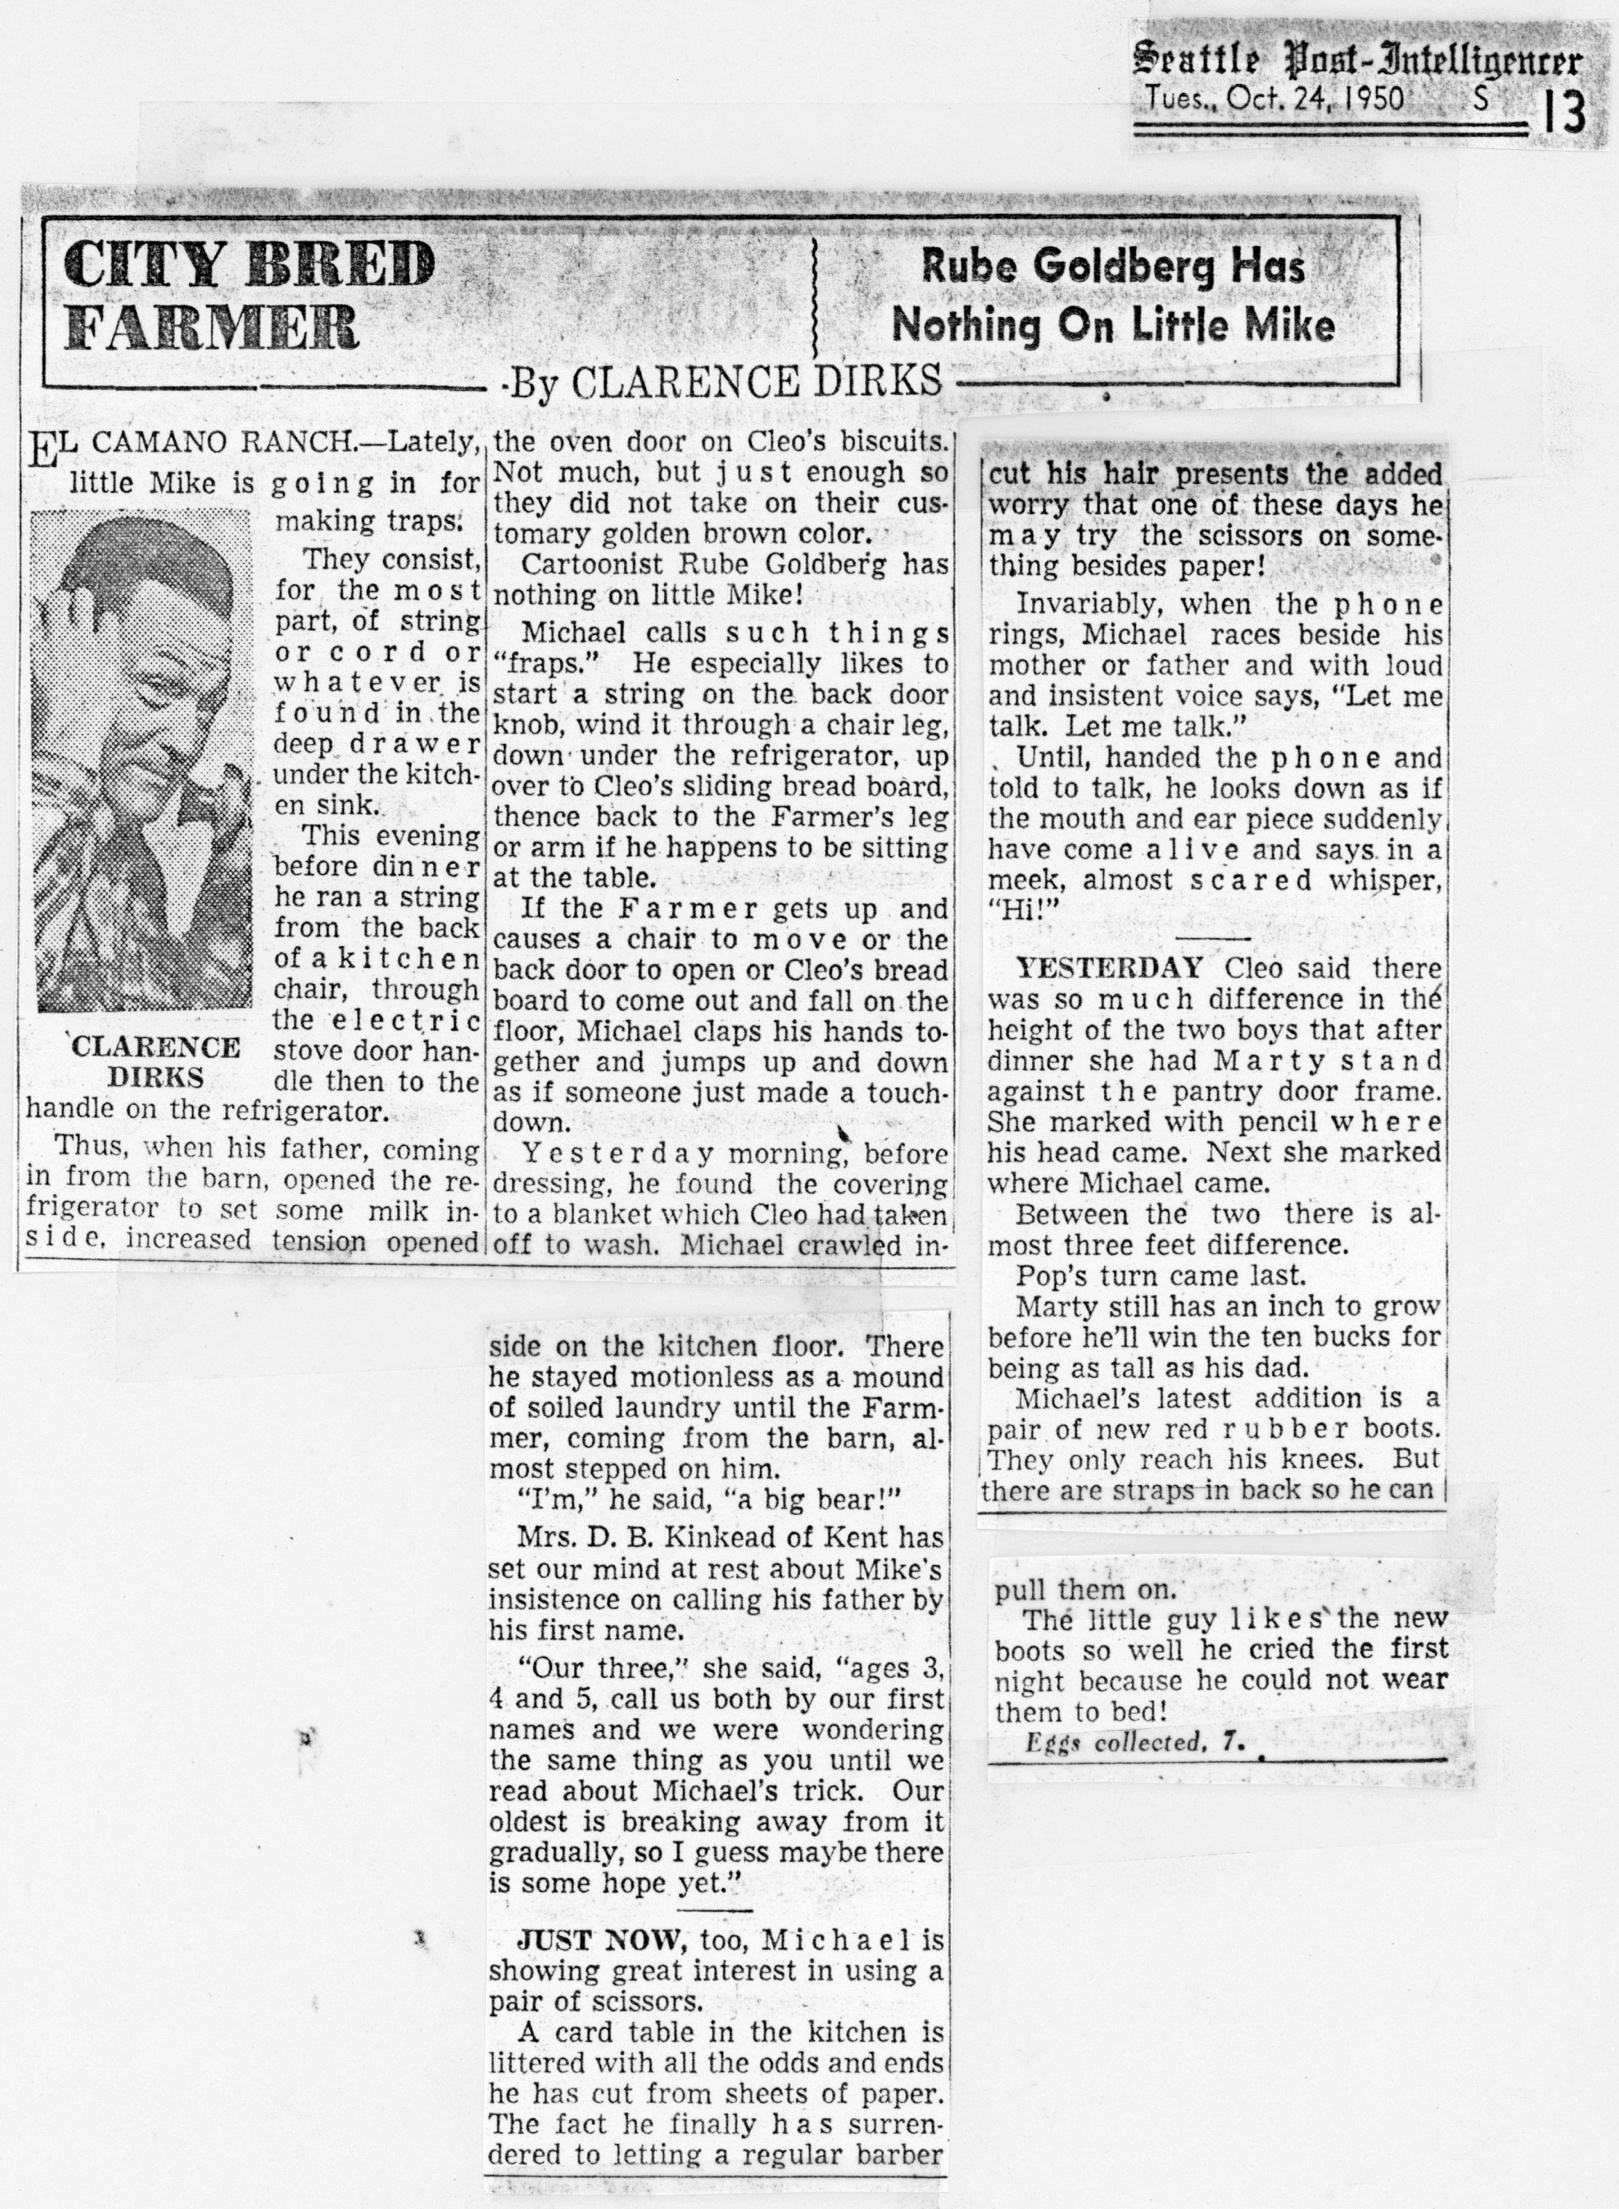 Seattle Post-Intelligencer
Tues., Oct. 24, 1950 S 13
CITY BRED
FARMER
Rube Goldberg Has
Nothing On Little Mike
-By CLARENCE DIRKS
EL CAMANO RANCH.—Lately,
little Mike is going in for
making traps.
They consist,
for the most
part, of string
or cord or
whatever is
found in the
deep drawer
under the kitch-
en sink.
This evening
before dinner
he ran a string
from the back
of a kitchen
chair, through
the electric
stove door han-
dle then to the
CLARENCE
DIRKS
handle on the refrigerator.
Thus, when his father, coming
in from the barn, opened the re-
frigerator to set some milk in-
side, increased tension opened
the oven door on Cleo's biscuits.
Not much, but just enough so
they did not take on their cus-
tomary golden brown color.
Cartoonist Rube Goldberg has
nothing on little Mike!
Michael calls such things
"fraps." He especially likes to
start a string on the back door
knob, wind it through a chair leg,
down under the refrigerator, up
over to Cleo's sliding bread board,
thence back to the Farmer's leg
or arm if he happens to be sitting
at the table.
If the Farmer gets up and
causes a chair to move or the
back door to open or Cleo's bread
board to come out and fall on the
floor, Michael claps his hands to-
gether and jumps up and down
as if someone just made a touch-
down.
Yesterday morning, before
dressing, he found the covering
to a blanket which Cleo had taken
off to wash. Michael crawled in-
side on the kitchen floor. There
he stayed motionless as a mound
of soiled laundry until the Farm-
mer, coming from the barn, al-
most stepped on him.
"I'm," he said, "a big bear!"
Mrs. D. B. Kinkead of Kent has
set our mind at rest about Mike's
insistence on calling his father by
his first name.
"Our three," she said, "ages 3,
4 and 5, call us both by our first
names and we were wondering
the same thing as you until we
read about Michael's trick. Our
oldest is breaking away from it
gradually, so I guess maybe there
is some hope yet."
JUST NOW, too, Michael is
showing great interest in using a
pair of scissors.
A card table in the kitchen is
littered with all the odds and ends
he has cut from sheets of paper.
The fact he finally has surren-
dered to letting a regular barber
cut his hair presents the added
worry that one of these days he
may try the scissors on some-
thing besides paper!
Invariably, when the phone
rings, Michael races beside his
mother or father and with loud
and insistent voice says, "Let me
talk. Let me talk."
Until, handed the phone and
told to talk, he looks down as if
the mouth and ear piece suddenly
have come alive and says in a
meek, almost scared whisper,
"Hi!"
YESTERDAY Cleo said there
was so much difference in the
height of the two boys that after
dinner she had Marty stand
against the pantry door frame.
She marked with pencil where
his head came. Next she marked
where Michael came.
Between the two there is al-
most three feet difference.
Pop's turn came last.
Marty still has an inch to grow
before he'll win the ten bucks for
being as tall as his dad.
Michael's latest addition is a
pair of new red rubber boots.
They only reach his knees. But
there are straps in back so he can
pull them on.
The little guy likes the new
boots so well he cried the first
night because he could not wear
them to bed!
Eggs collected, 7.